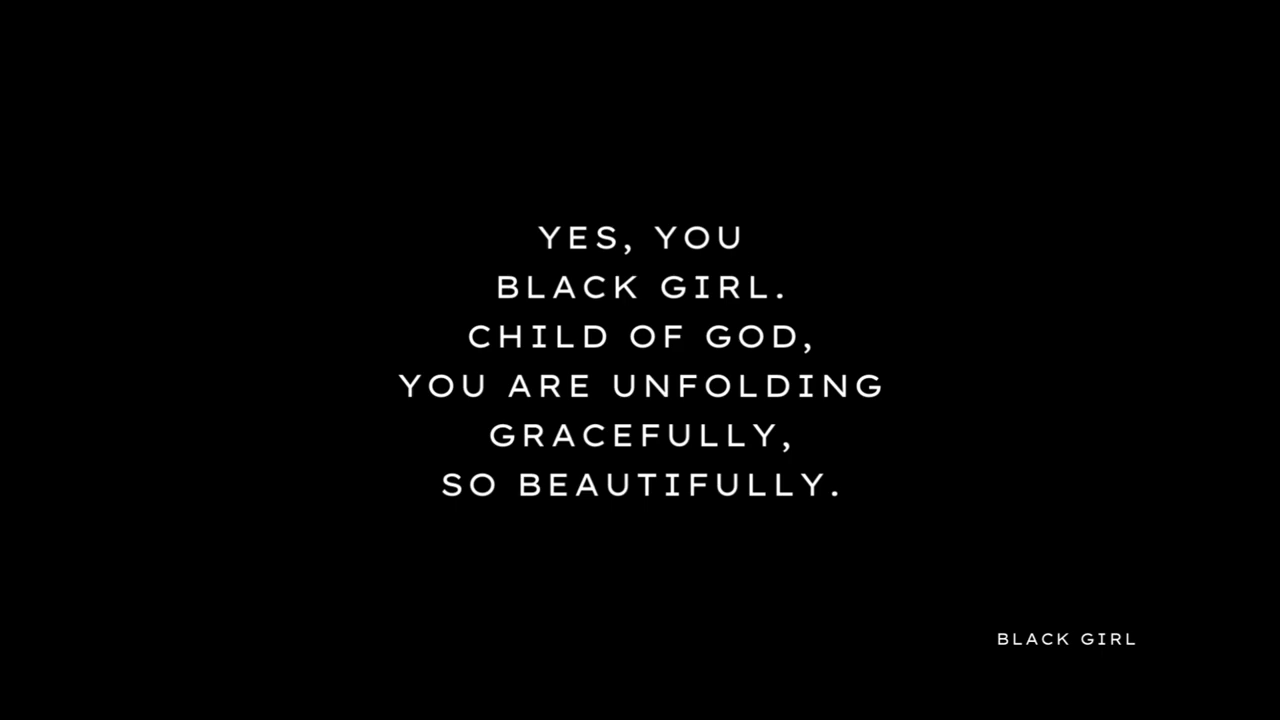 YES, YOU
BLACK GIRL.
CHILD OF GOD,
YOU ARE UNFOLDING
GRACEFULLY,
SO BEAUTIFULLY.
BLACK GIRL